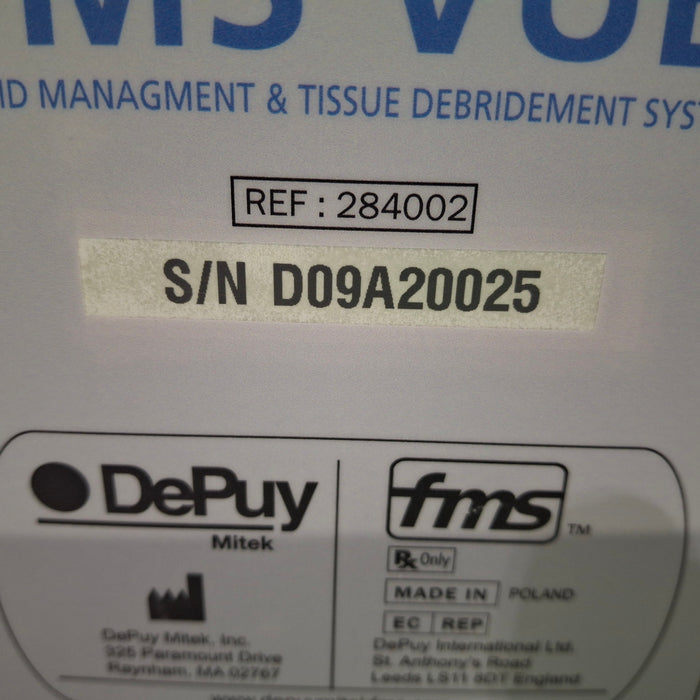 MS VUE
ID MANAGMENT & TISSUE DEBRIDEMENT SYST
REF : 284002
S/N D09A20025
DePuy
Mitek
fms TM
Rx Only
MADE IN POLAND
EC REP
DePuy Mitek, Inc.
325 Paramount Drive
Raynham, MA 02767
DePuy International Ltd.
St. Anthony's Road
Leeds LS11 8DT England